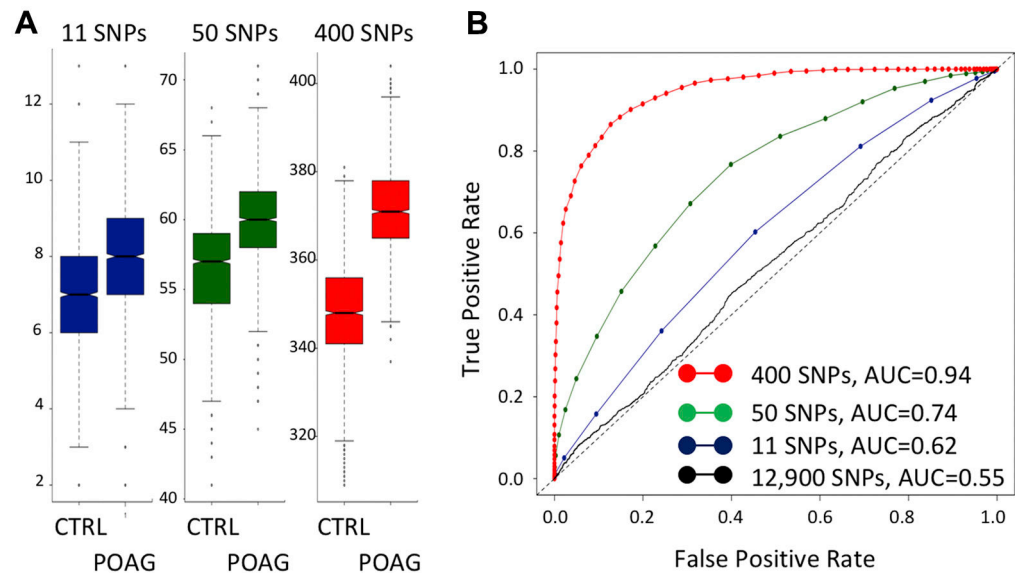 A
11 SNPs 50 SNPs 400 SNPs
12
10
8
6
4
2
70
65
60
55
50
45
40
400
380
360
340
320
CTRL CTRL CTRL
POAG POAG POAG
B
True Positive Rate
1.0
0.8
0.6
0.4
0.2
0.0
400 SNPs, AUC=0.94
50 SNPs, AUC=0.74
11 SNPs, AUC=0.62
12,900 SNPs, AUC=0.55
0.0 0.2 0.4 0.6 0.8 1.0
False Positive Rate